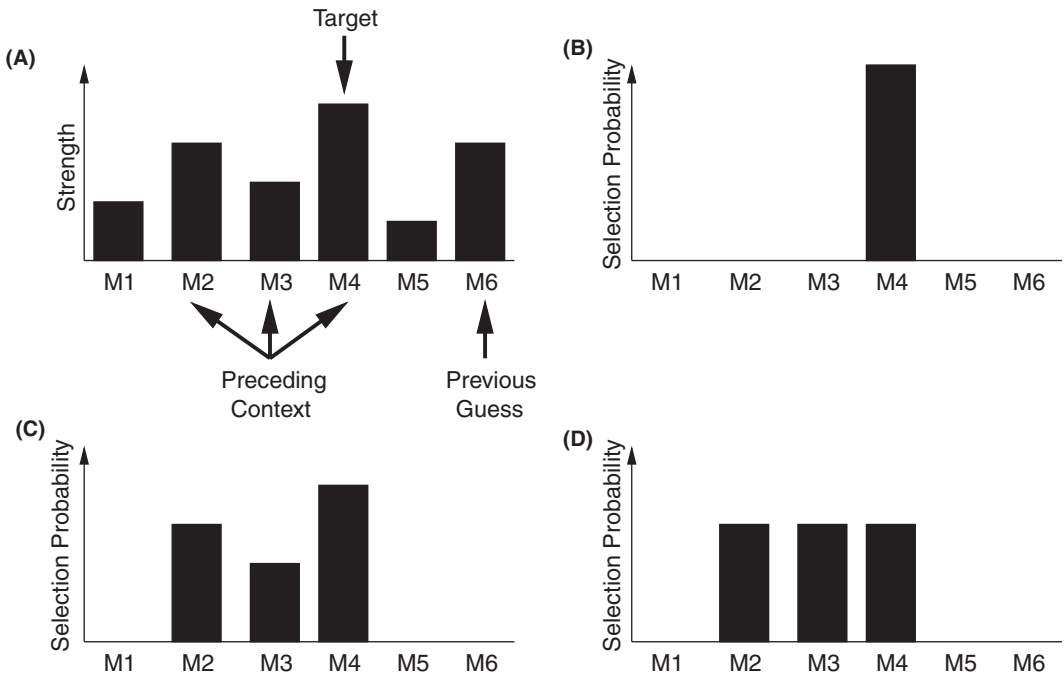 Target
(A)
Strength
M1 M2 M3 M4 M5 M6
Preceding
Context
Previous
Guess
(B)
Selection Probability
M1 M2 M3 M4 M5 M6
(C)
Selection Probability
M1 M2 M3 M4 M5 M6
(D)
Selection Probability
M1 M2 M3 M4 M5 M6